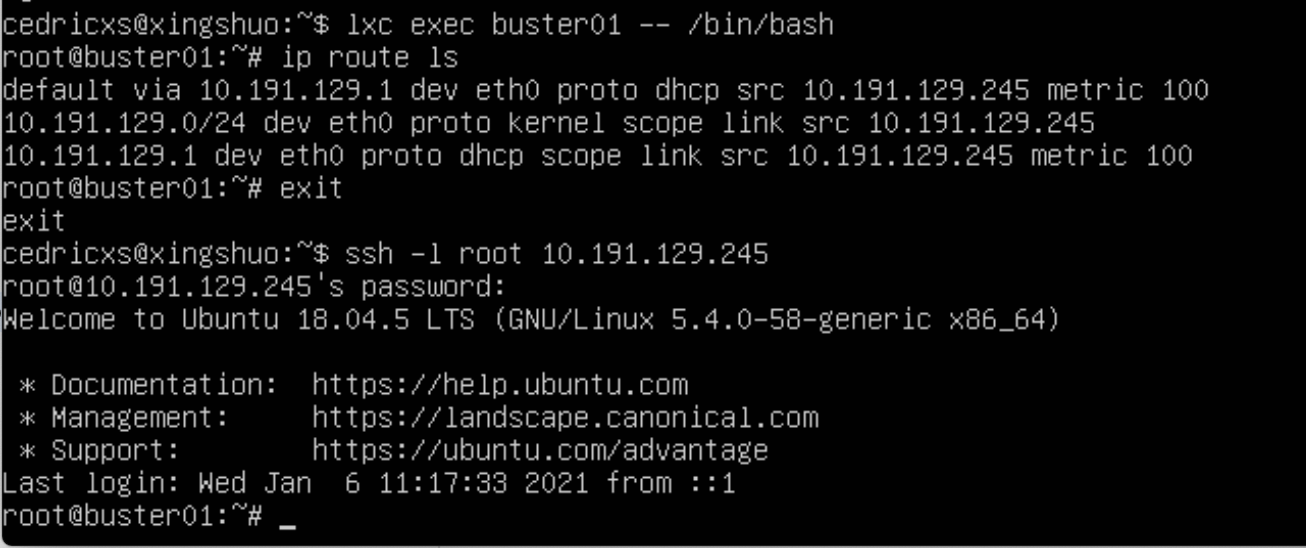 cedricxs@xingshuo:~$ lxc exec buster01 -- /bin/bash
root@buster01:~# ip route ls
default via 10.191.129.1 dev eth0 proto dhcp src 10.191.129.245 metric 100
10.191.129.0/24 dev eth0 proto kernel scope link src 10.191.129.245
10.191.129.1 dev eth0 proto dhcp scope link src 10.191.129.245 metric 100
root@buster01:~# exit
exit
cedricxs@xingshuo:~$ ssh -l root 10.191.129.245
root@10.191.129.245's password:
Welcome to Ubuntu 18.04.5 LTS (GNU/Linux 5.4.0-58-generic x86_64)
* Documentation:  https://help.ubuntu.com
* Management:     https://landscape.canonical.com
* Support:        https://ubuntu.com/advantage
Last login: Wed Jan  6 11:17:33 2021 from ::1
root@buster01:~# _